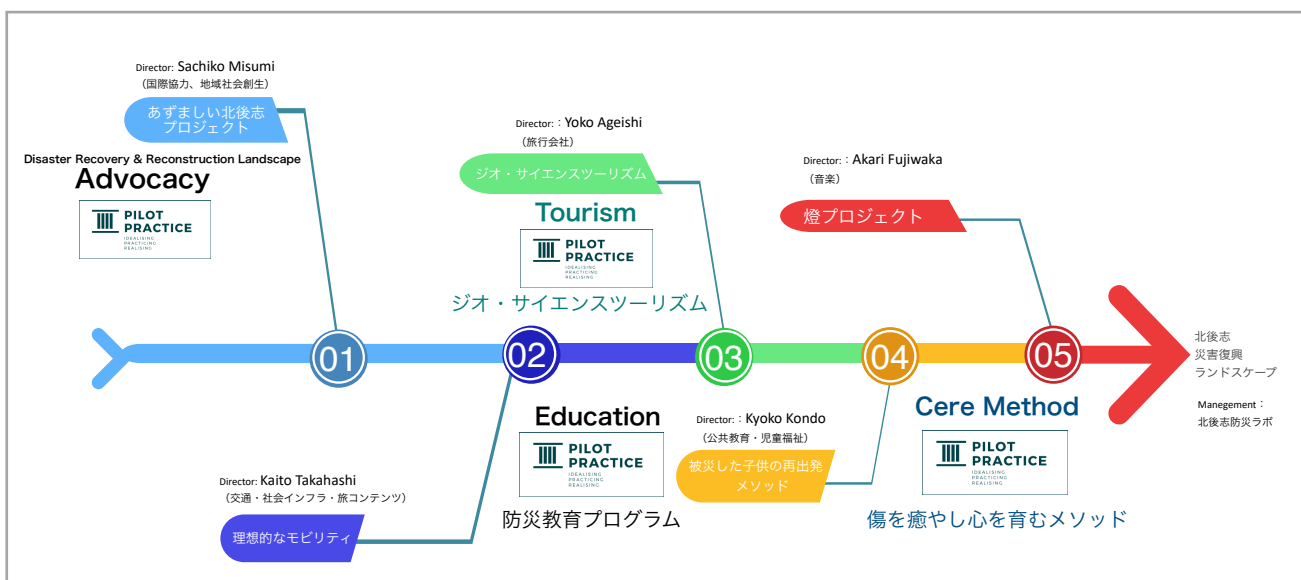 Director: Sachiko Misumi
（国際協力、地域社会創生）
あずましい北後志
プロジェクト
Disaster Recovery & Reconstruction Landscape
Advocacy
PILOT
PRACTICE
IDEALISING
PRACTICING
REALISING
Director:：Yoko Ageishi
（旅行会社）
ジオ・サイエンスツーリズム
Tourism
PILOT
PRACTICE
IDEALISING
PRACTICING
REALISING
ジオ・サイエンスツーリズム
Director:：Akari Fujiwaka
（音楽）
燈プロジェクト
01
02
03
04
05
北後志
災害復興
ランドスケープ
Manegement：
北後志防災ラボ
Director: Kaito Takahashi
（交通・社会インフラ・旅コンテンツ）
理想的なモビリティ
Education
PILOT
PRACTICE
IDEALISING
PRACTICING
REALISING
防災教育プログラム
Director:：Kyoko Kondo
（公共教育・児童福祉）
被災した子供の再出発
メソッド
Cere Method
PILOT
PRACTICE
IDEALISING
PRACTICING
REALISING
傷を癒やし心を育むメソッド